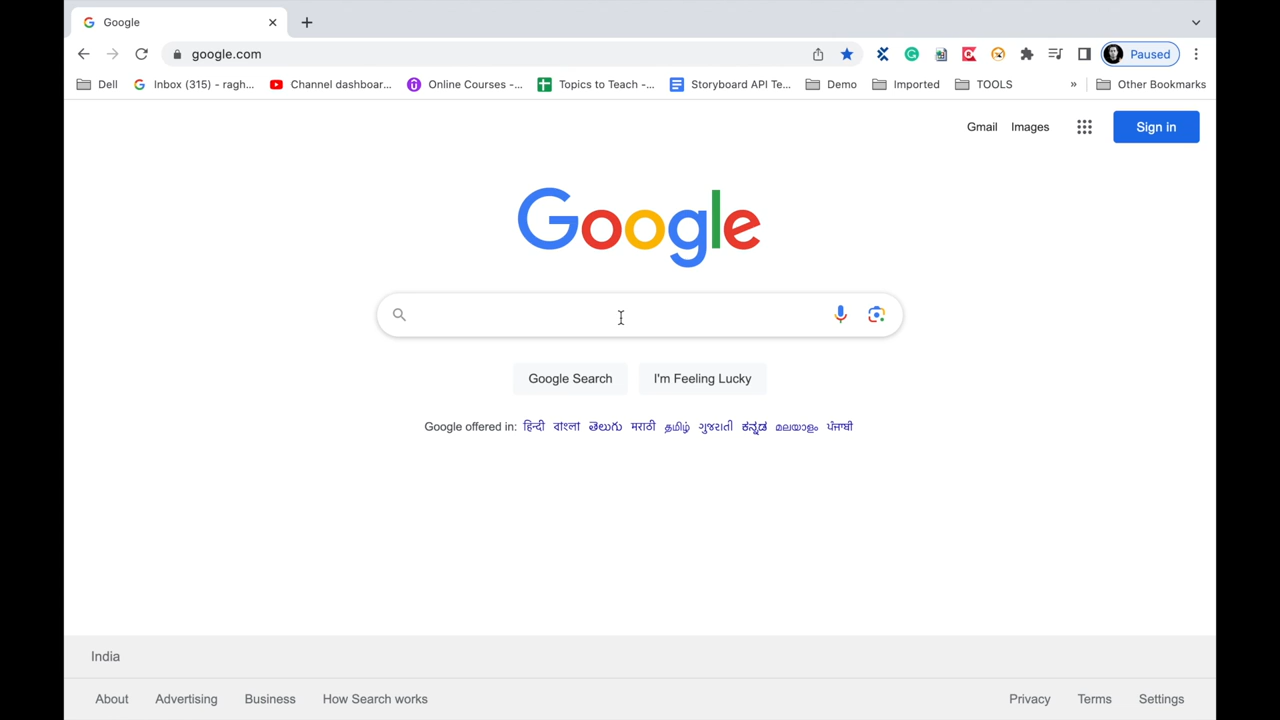 Google
google.com
Paused
Dell
Inbox (315) - ragh...
Channel dashboar...
Online Courses -...
Topics to Teach -...
Storyboard API Te...
Demo
Imported
TOOLS
»
Other Bookmarks
Gmail
Images
Sign in
Google
Google Search
I'm Feeling Lucky
Google offered in: हिन्दी বাংলা తెలుగు मराठी தமிழ் ગુજરાતી ಕನ್ನಡ മലയാളം ਪੰਜਾਬੀ
India
About
Advertising
Business
How Search works
Privacy
Terms
Settings